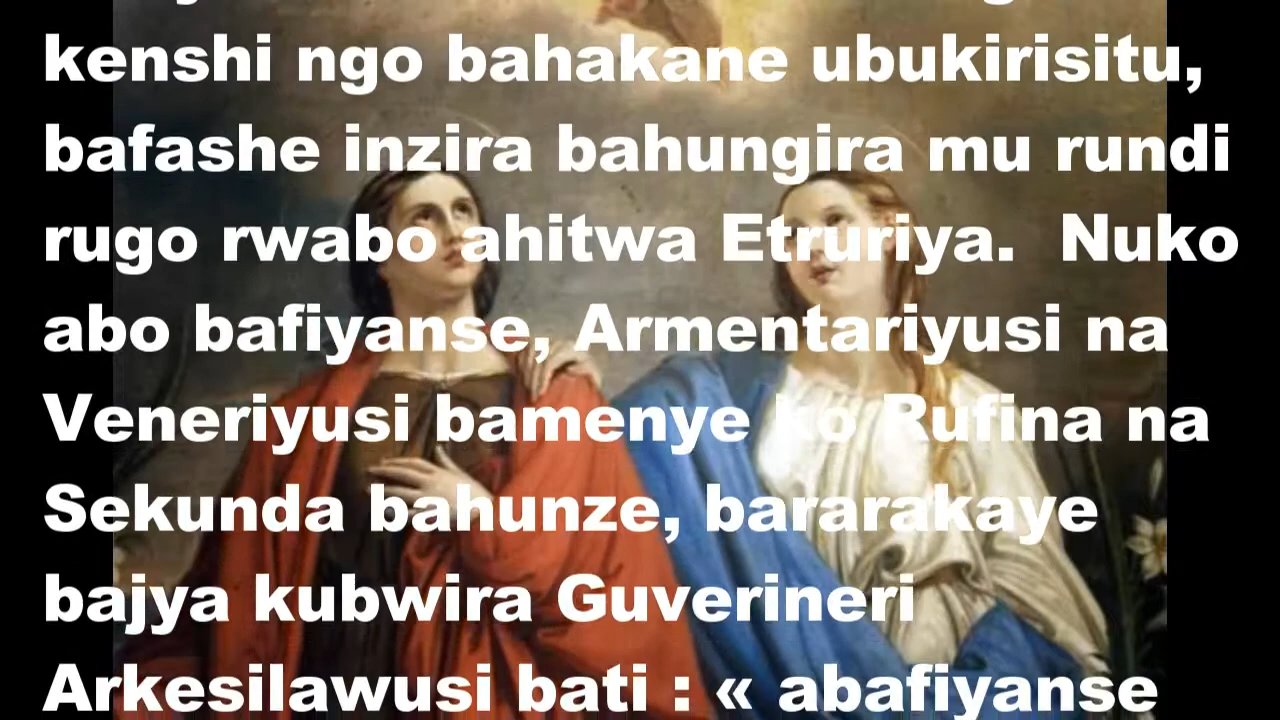 kenshi ngo bahakane ubukirisitu,
bafashe inzira bahungira mu rundi
rugo rwabo ahitwa Etruriya. Nuko
abo bafiyanse, Armentariyusi na
Veneriyusi bamenye ko Rufina na
Sekunda bahunze, bararakaye
bajya kubwira Guverineri
Arkesilawusi bati : « abafiyanse